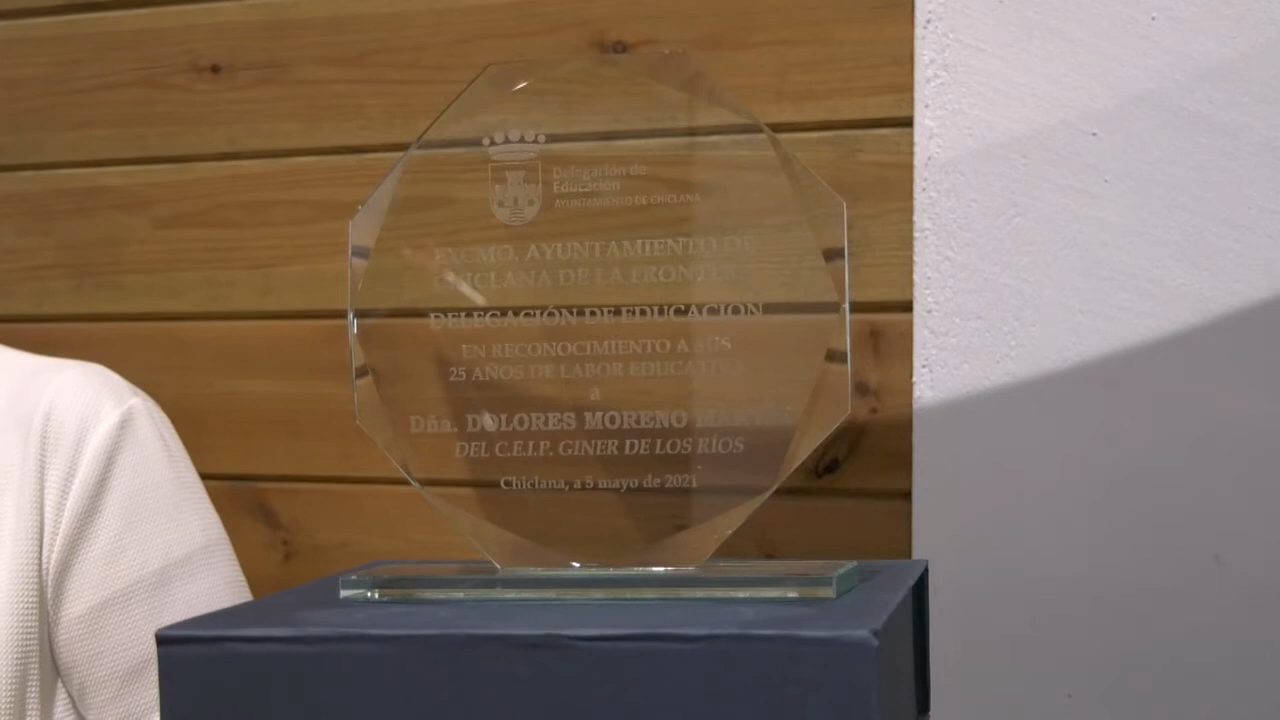 Delegación de
Educación
AYUNTAMIENTO DE CHICLANA
EXCMO. AYUNTAMIENTO DE
CHICLANA DE LA FRONTERA
DELEGACIÓN DE EDUCACIÓN
EN RECONOCIMIENTO A SUS
25 AÑOS DE LABOR EDUCATIVA
a
Dña. DOLORES MORENO
DEL C.E.I.P. GINER DE LOS RÍOS
Chiclana, a 5 mayo de 2021